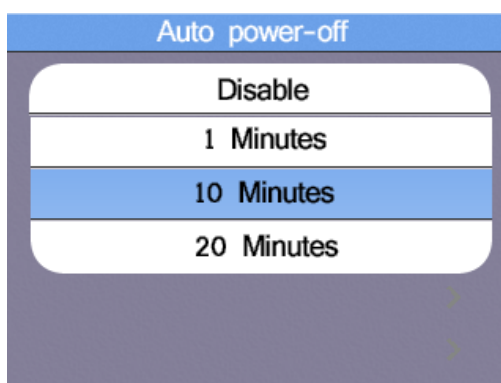 Auto power-off
Disable
1 Minutes
10 Minutes
20 Minutes